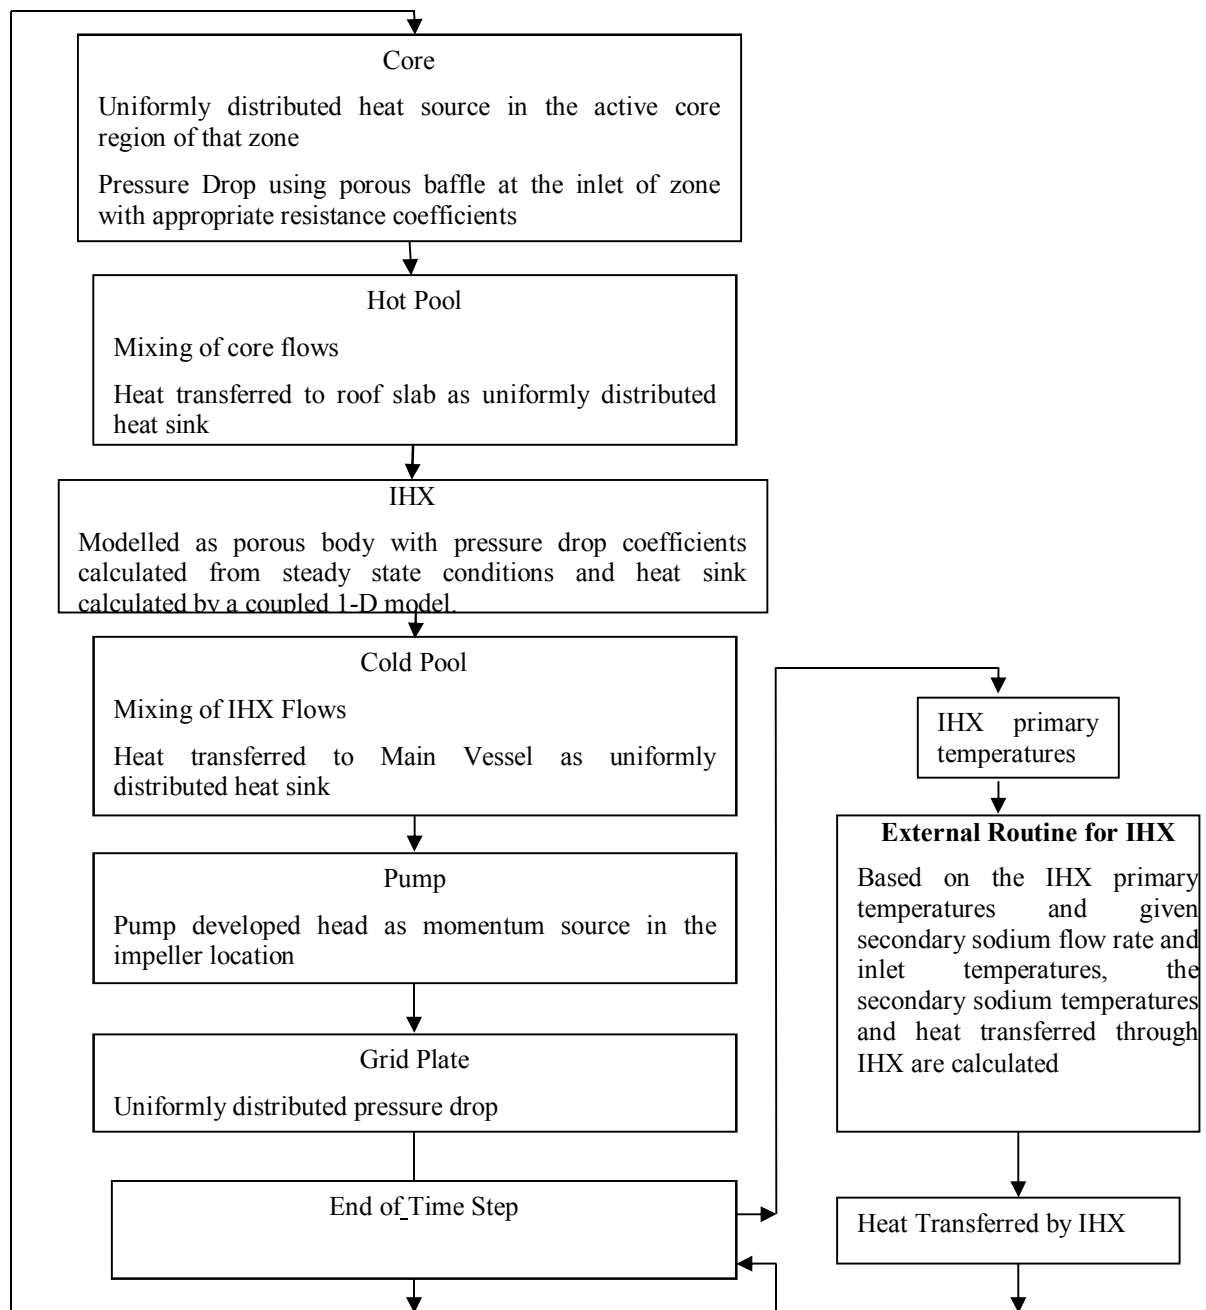 Core
Uniformly distributed heat source in the active core
region of that zone
Pressure Drop using porous baffle at the inlet of zone
with appropriate resistance coefficients
Hot Pool
Mixing of core flows
Heat transferred to roof slab as uniformly distributed
heat sink
IHX
Modelled as porous body with pressure drop coefficients
calculated from steady state conditions and heat sink
calculated by a coupled 1-D model.
Cold Pool
Mixing of IHX Flows
Heat transferred to Main Vessel as uniformly
distributed heat sink
Pump
Pump developed head as momentum source in the
impeller location
Grid Plate
Uniformly distributed pressure drop
End of Time Step
IHX primary
temperatures
External Routine for IHX
Based on the IHX primary
temperatures and given
secondary sodium flow rate and
inlet temperatures, the
secondary sodium temperatures
and heat transferred through
IHX are calculated
Heat Transferred by IHX